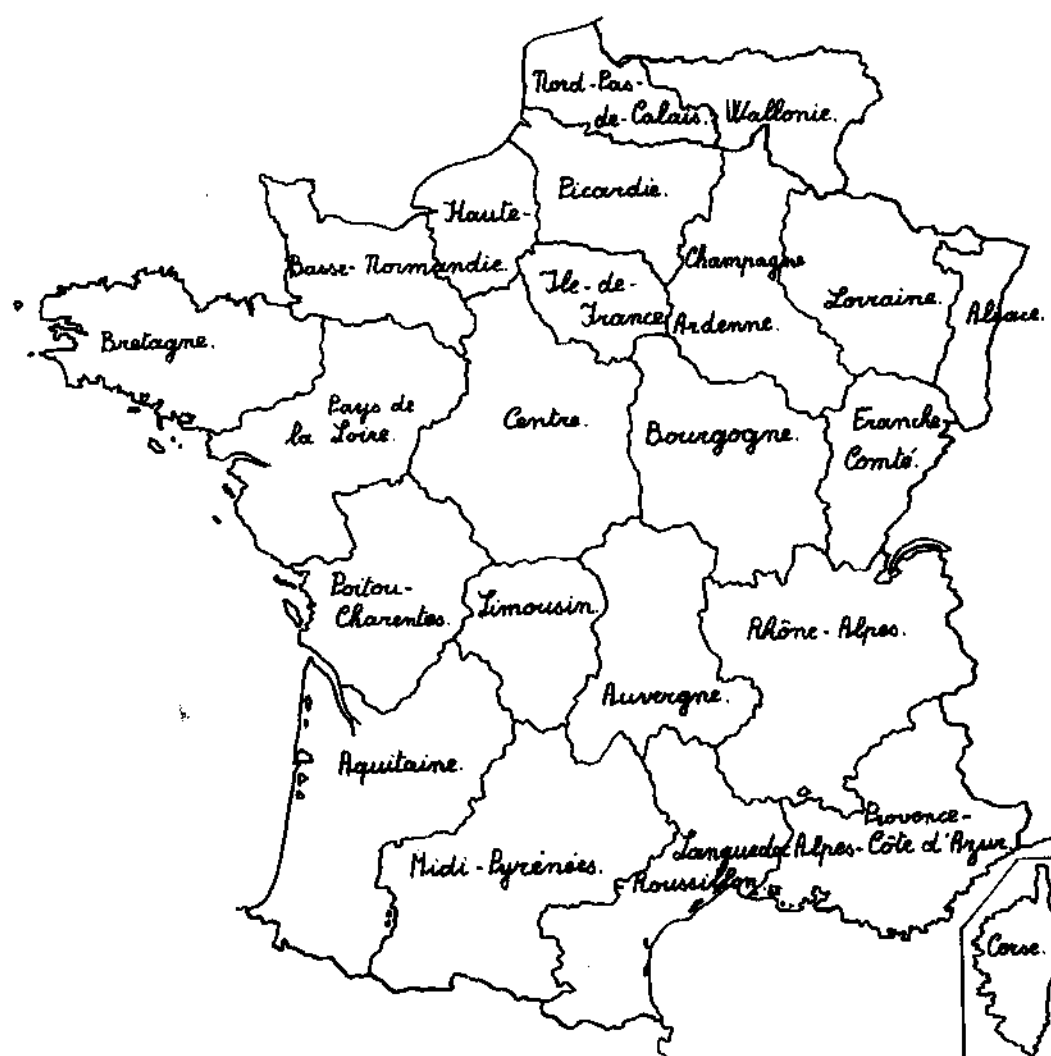 Nord-Pas-
de-Calais.
Wallonie.
Picardie.
Haute-
Basse-Normandie.
Champagne
Ardenne.
Ile-de-
France
Lorraine.
Alsace.
Bretagne.
Pays de
la Loire.
Centre.
Bourgogne.
Franche
Comté.
Poitou-
Charentes.
Limousin.
Rhône-Alpes.
Auvergne.
Aquitaine.
Midi-Pyrénées.
Languedoc
Roussillon.
Provence-
Alpes-Côte d'Azur.
Corse.